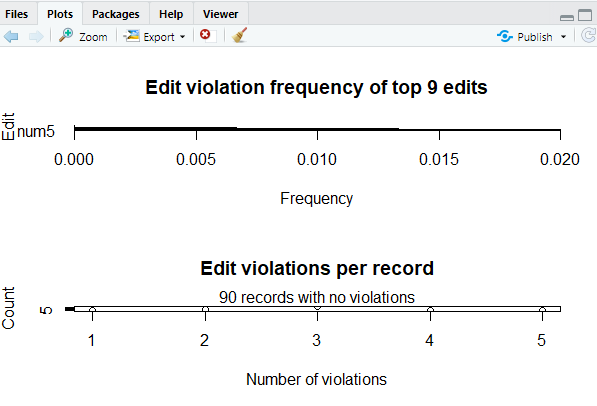 Files Plots Packages Help Viewer
Zoom Export Publish
Edit violation frequency of top 9 edits
Edit
num5
0.000 0.005 0.010 0.015 0.020
Frequency
Edit violations per record
90 records with no violations
Count
5
1 2 3 4 5
Number of violations